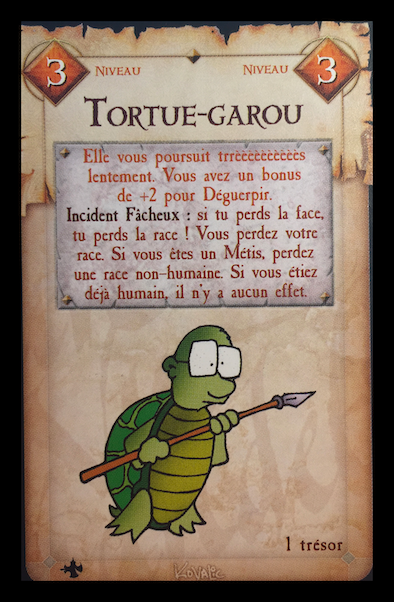 3 Niveau Niveau 3
Tortue-garou
Elle vous poursuit trrèèèèèèèèès
lentement. Vous avez un bonus
de +2 pour Déguerpir.
Incident Fâcheux : si tu perds la face,
tu perds la race ! Vous perdez votre
race. Si vous êtes un Métis, perdez
une race non-humaine. Si vous étiez
déjà humain, il n'y a aucun effet.
1 trésor
Kovalic